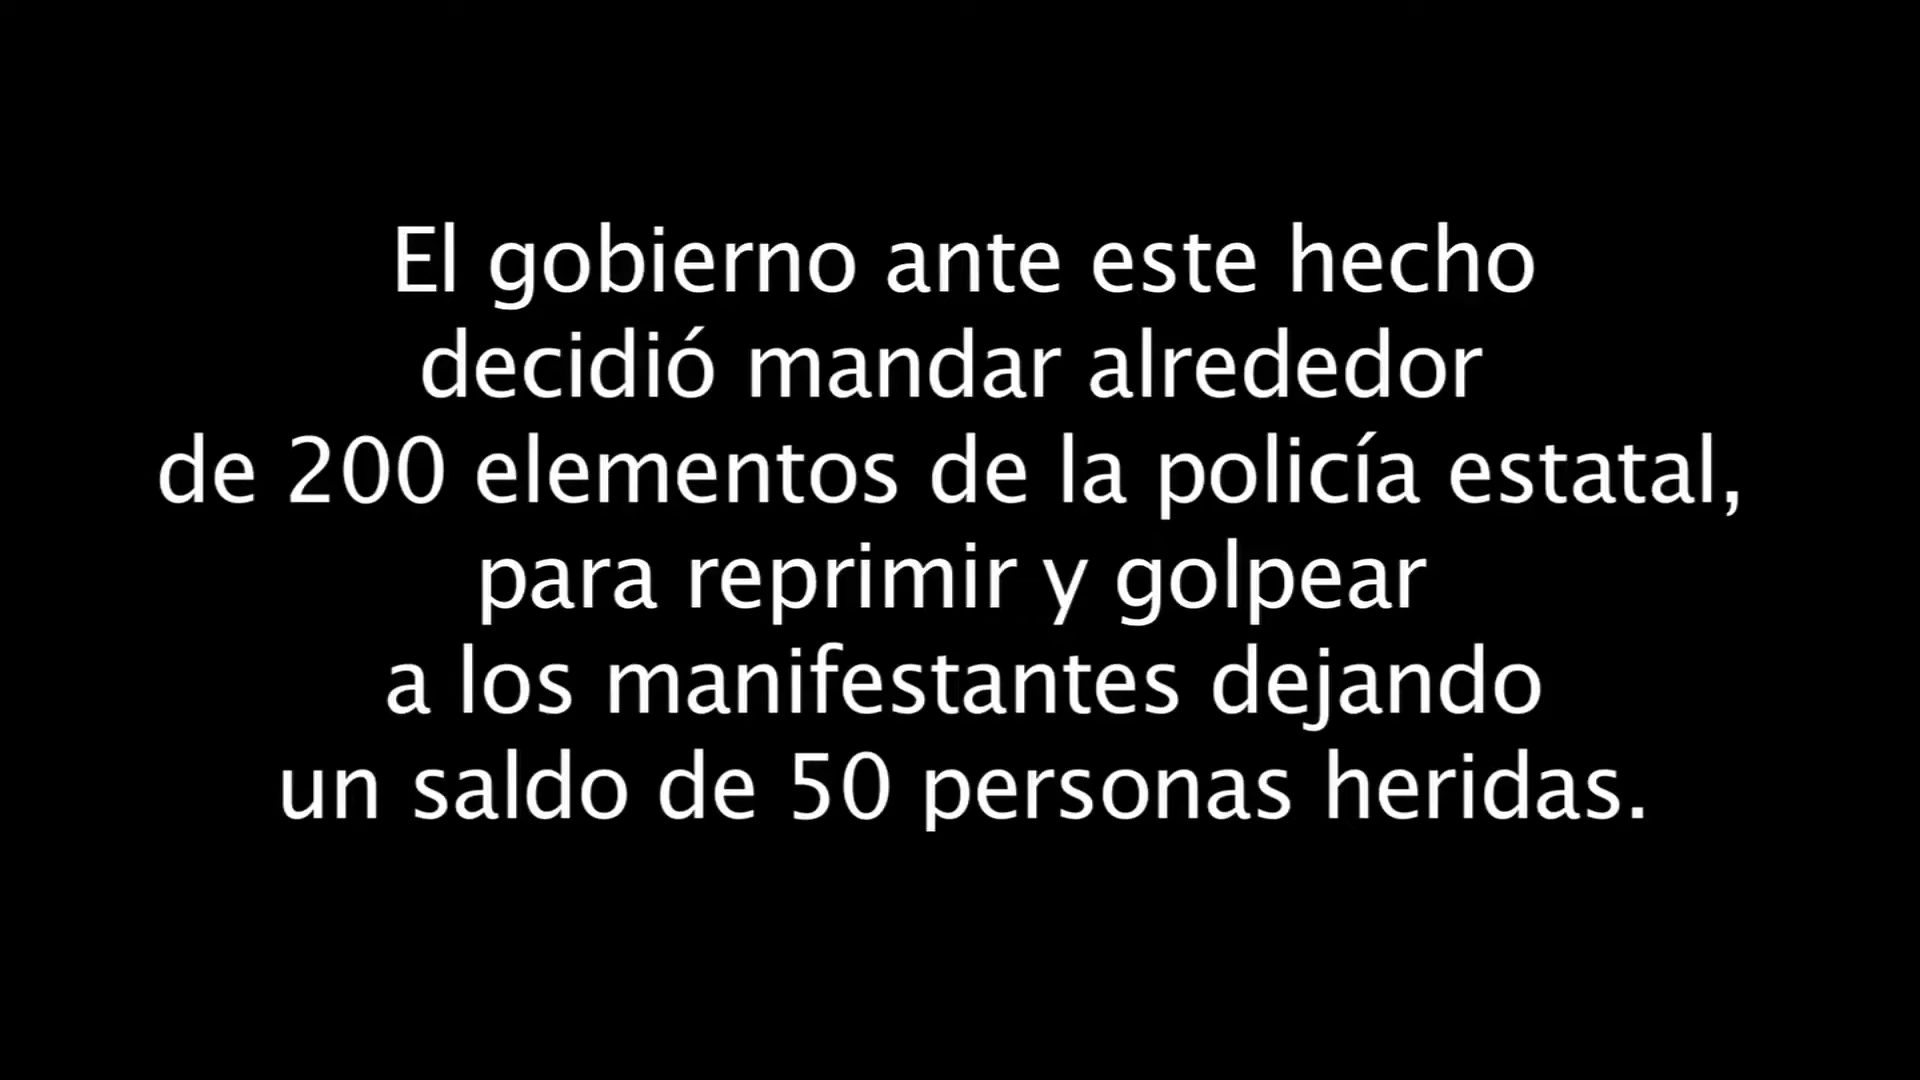 El gobierno ante este hecho
decidió mandar alrededor
de 200 elementos de la policía estatal,
para reprimir y golpear
a los manifestantes dejando
un saldo de 50 personas heridas.